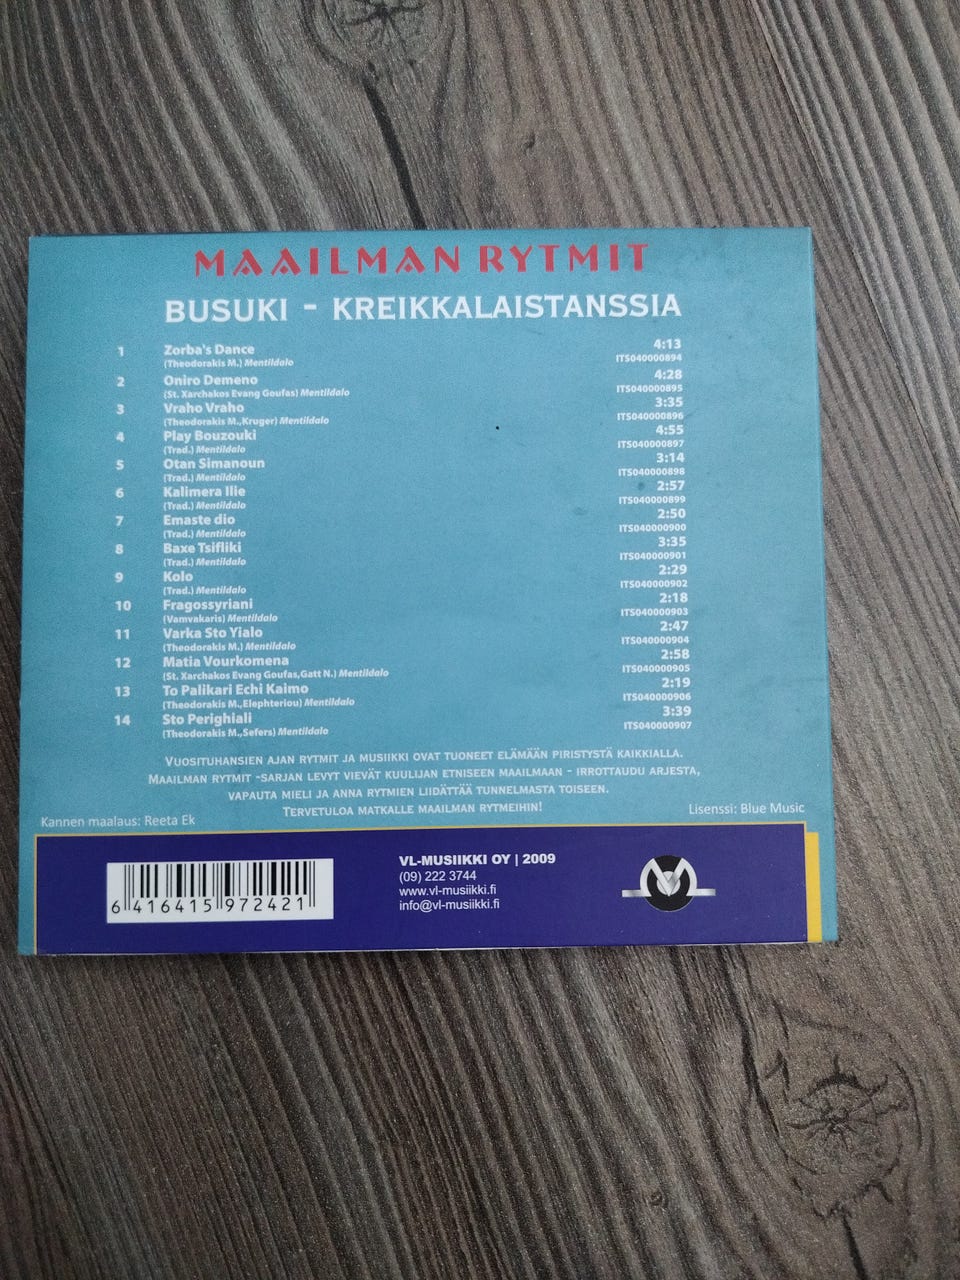 MAAILMAN RYTMIT
BUSUKI - KREIKKALAISTANSSIA
1 Zorba's Dance 4:13
(Theodorakis M.) Mentildalo ITS040000894
2 Oniro Demeno 4:28
(St. Xarchakos Evang Goufas) Mentildalo ITS040000895
3 Vraho Vraho 3:35
(Theodorakis M.,Kruger) Mentildalo ITS040000896
4 Play Bouzouki 4:55
(Trad.) Mentildalo ITS040000897
5 Otan Simanoun 3:14
(Trad.) Mentildalo ITS040000898
6 Kalimera Ilie 2:57
(Trad.) Mentildalo ITS040000899
7 Emaste dio 2:50
(Trad.) Mentildalo ITS040000900
8 Baxe Tsifliki 3:35
(Trad.) Mentildalo ITS040000901
9 Kolo 2:29
(Trad.) Mentildalo ITS040000902
10 Fragossyriani 2:18
(Vamvakaris) Mentildalo ITS040000903
11 Varka Sto Yialo 2:47
(Theodorakis M.) Mentildalo ITS040000904
12 Matia Vourkomena 2:58
(St. Xarchakos Evang Goufas,Gatt N.) Mentildalo ITS040000905
13 To Palikari Echi Kaimo 2:19
(Theodorakis M.,Elephteriou) Mentildalo ITS040000906
14 Sto Perighiali 3:39
(Theodorakis M.,Sefers) Mentildalo ITS040000907
VUOSITUHANSIEN AJAN RYTMIT JA MUSIIKKI OVAT TUONEET ELÄMÄÄN PIRISTYSTÄ KAIKKIALLA.
MAAILMAN RYTMIT -SARJAN LEVYT VIEVÄT KUULIJAN ETNISEEN MAAILMAAN - IRROTTAUDU ARJESTA,
VAPAUTA MIELI JA ANNA RYTMIEN LIIDÄTTÄÄ TUNNELMASTA TOISEEN.
TERVETULOA MATKALLE MAAILMAN RYTMEIHIN!
Kannen maalaus: Reeta Ek
Lisenssi: Blue Music
VL-MUSIIKKI OY | 2009
(09) 222 3744
www.vl-musiikki.fi
info@vl-musiikki.fi
6 416415 972421